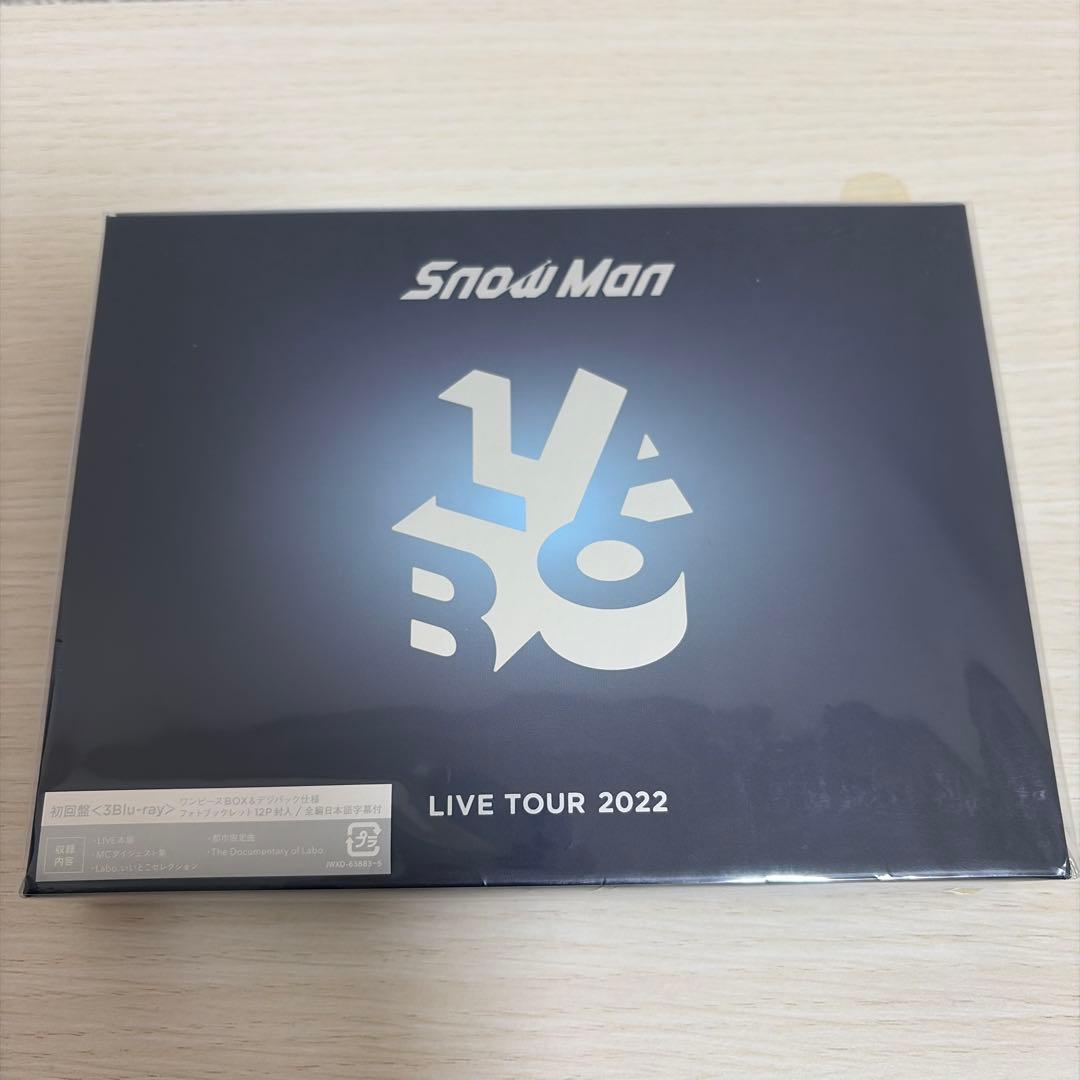 Snow Man
LABO
LIVE TOUR 2022
初回盤<3Blu-ray>
ワンピースBOX&デジパック仕様
フォトブックレット12P封入 / 全編日本語字幕付
収録
内容
・LIVE本編
・MCダイジェスト集
・Labo.いいとこセレクション
・都市限定曲
・The Documentary of Labo.
プラ
JWXD-63883~5